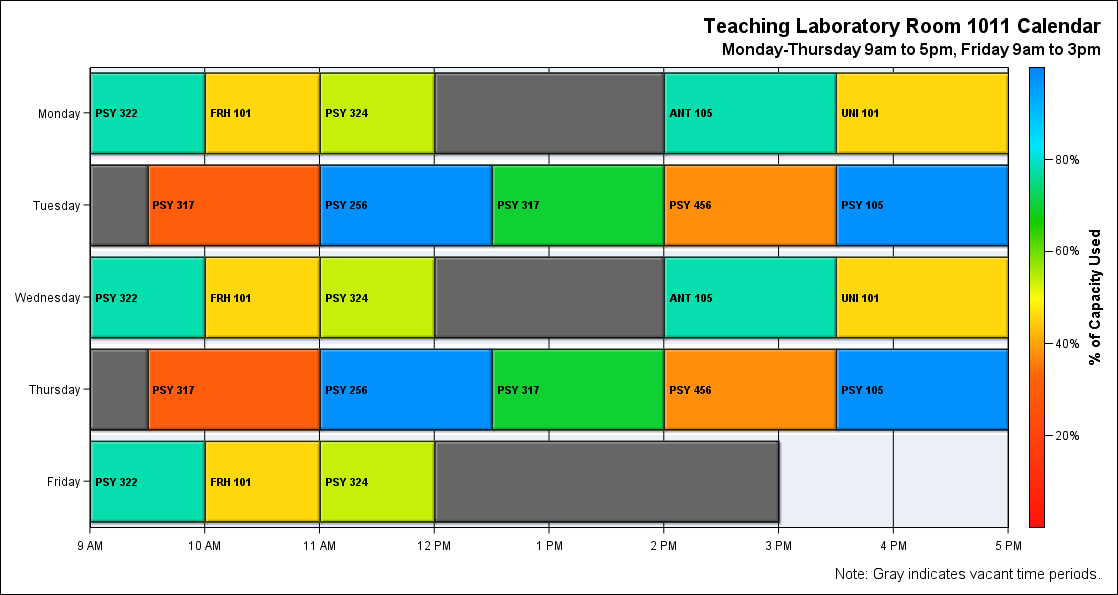 Teaching Laboratory Room 1011 Calendar
Monday-Thursday 9am to 5pm, Friday 9am to 3pm
Monday PSY 322 FRH 101 PSY 324 ANT 105 UNI 101
80%
Tuesday PSY 317 PSY 256 PSY 317 PSY 456 PSY 105
60%
Wednesday PSY 322 FRH 101 PSY 324 ANT 105 UNI 101
% of Capacity Used
40%
Thursday PSY 317 PSY 256 PSY 317 PSY 456 PSY 105
20%
Friday PSY 322 FRH 101 PSY 324
9 AM 10 AM 11 AM 12 PM 1 PM 2 PM 3 PM 4 PM 5 PM
Note: Gray indicates vacant time periods.